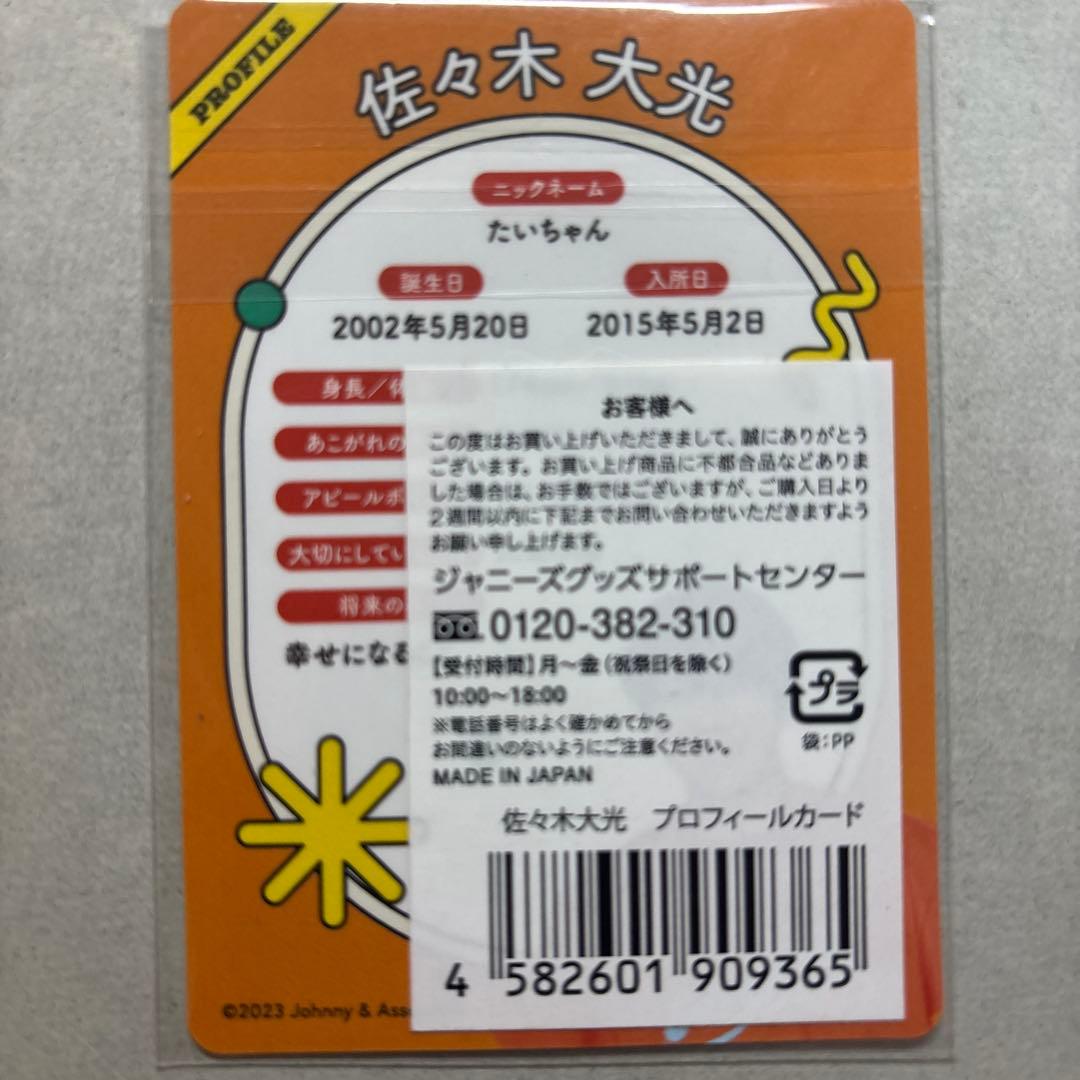 PROFILE
佐々木 大光
ニックネーム
たいちゃん
誕生日
入所日
2002年5月20日
2015年5月2日
身長／体
あこがれの
アピールポ
大切にしてい
将来の
幸せになる
お客様へ
この度はお買い上げいただきまして、誠にありがとう
ございます。お買い上げ商品に不都合品などありま
した場合は、お手数ではございますが、ご購入日より
2週間以内に下記までお問い合わせいただきますよう
お願い申し上げます。
ジャニーズグッズサポートセンター
0120-382-310
【受付時間】月～金（祝祭日を除く）
10:00～18:00
※電話番号はよく確かめてから
お間違いのないようにご注意ください。
MADE IN JAPAN
プラ
袋：PP
佐々木大光　プロフィールカード
4 582601 909365
©2023 Johnny & Ass